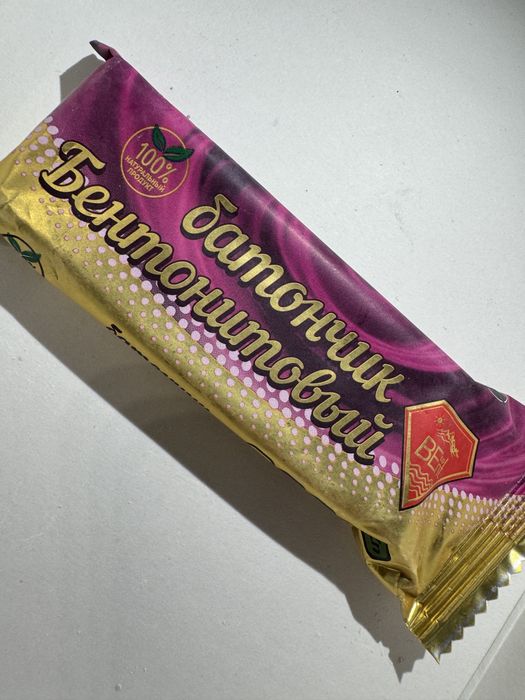 100%
НАТУРАЛЬНЫЙ
ПРОДУКТ
батончик
Бентонитовый